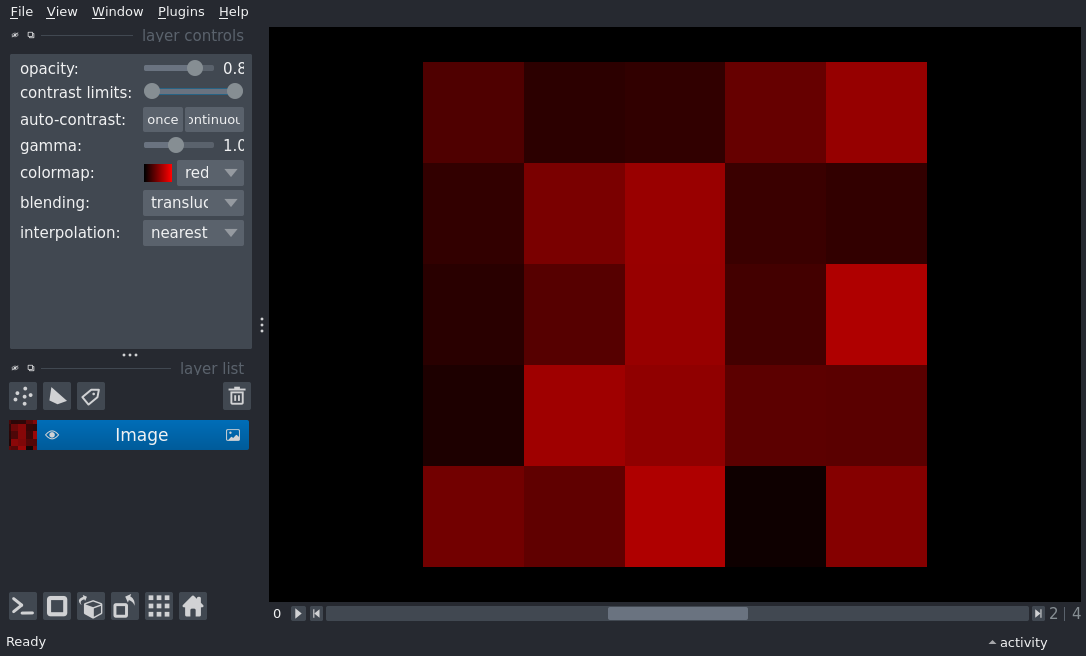 File View Window Plugins Help
layer controls
opacity: 0.8
contrast limits:
auto-contrast: once ontinuou
gamma: 1.0
colormap: red
blending: transluc
interpolation: nearest
layer list
Image
0 2 4
Ready activity